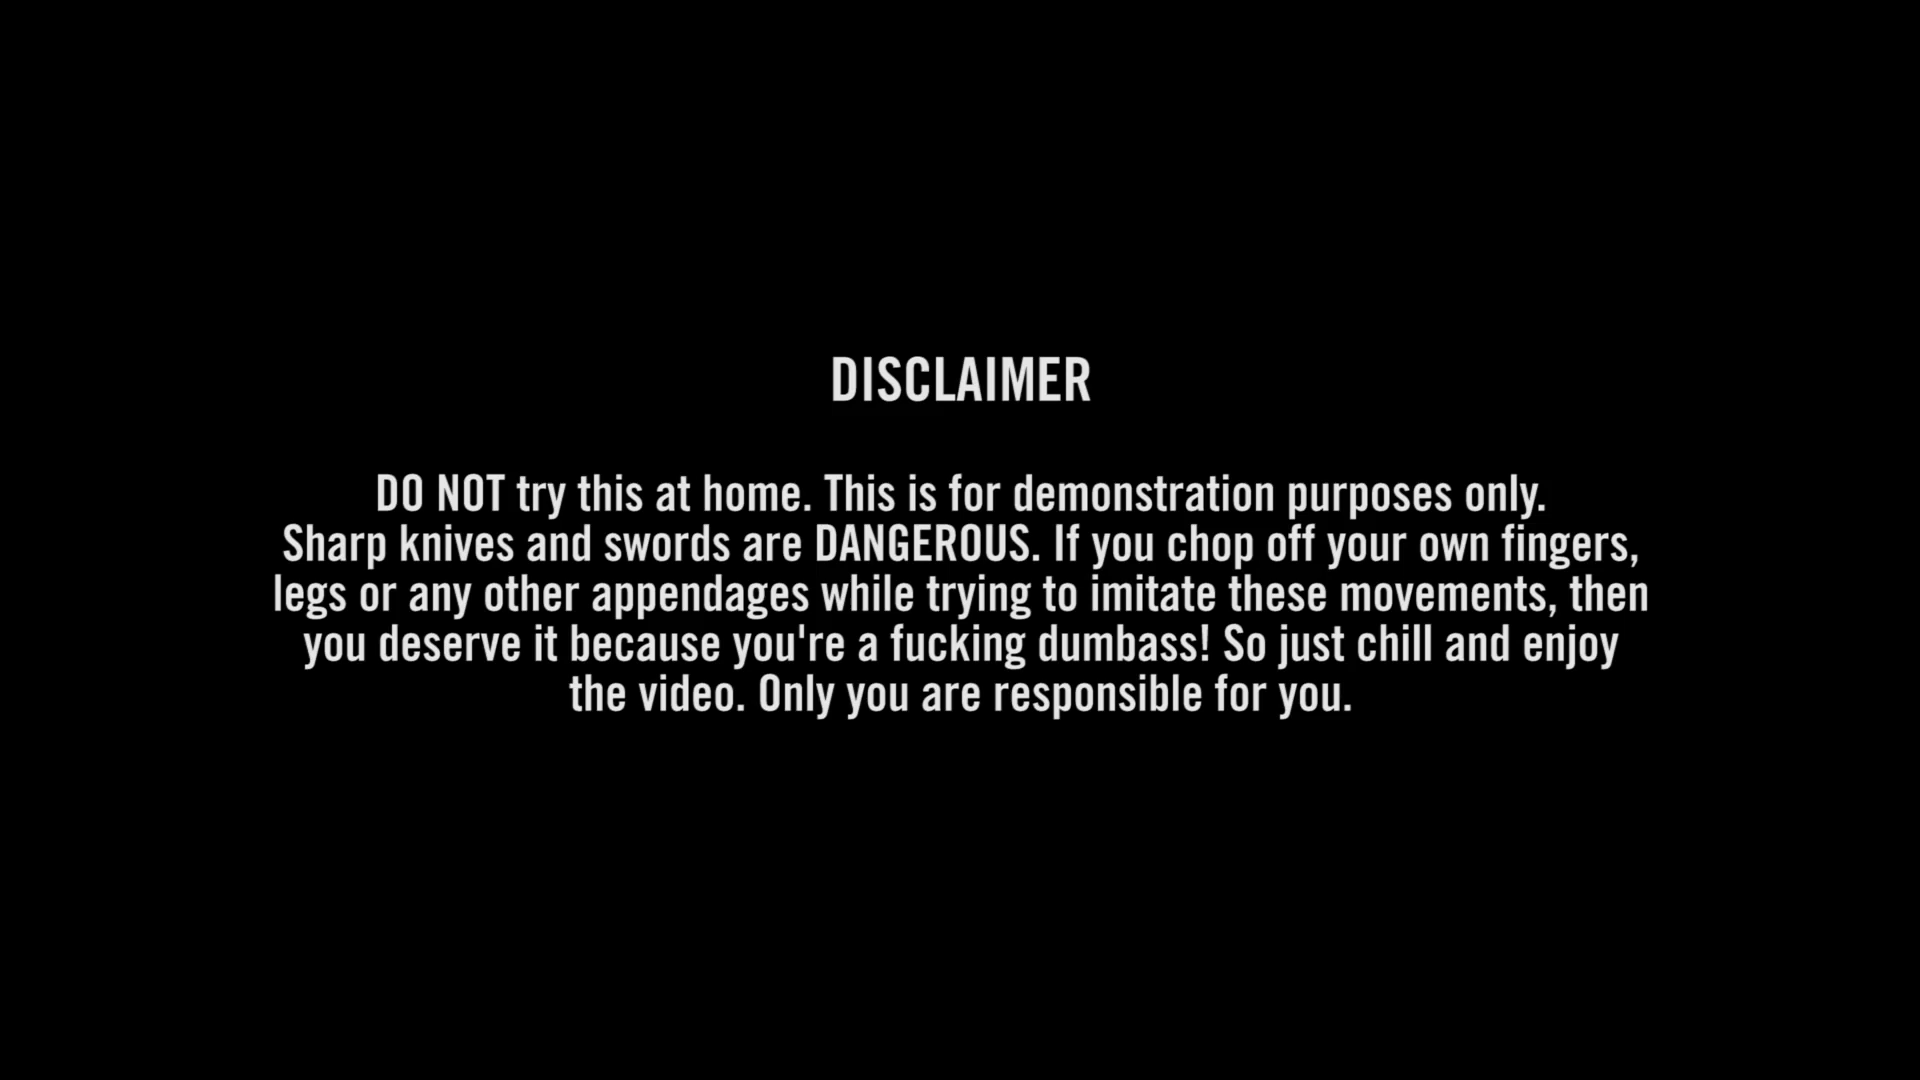 DISCLAIMER
DO NOT try this at home. This is for demonstration purposes only.
Sharp knives and swords are DANGEROUS. If you chop off your own fingers,
legs or any other appendages while trying to imitate these movements, then
you deserve it because you're a fucking dumbass! So just chill and enjoy
the video. Only you are responsible for you.